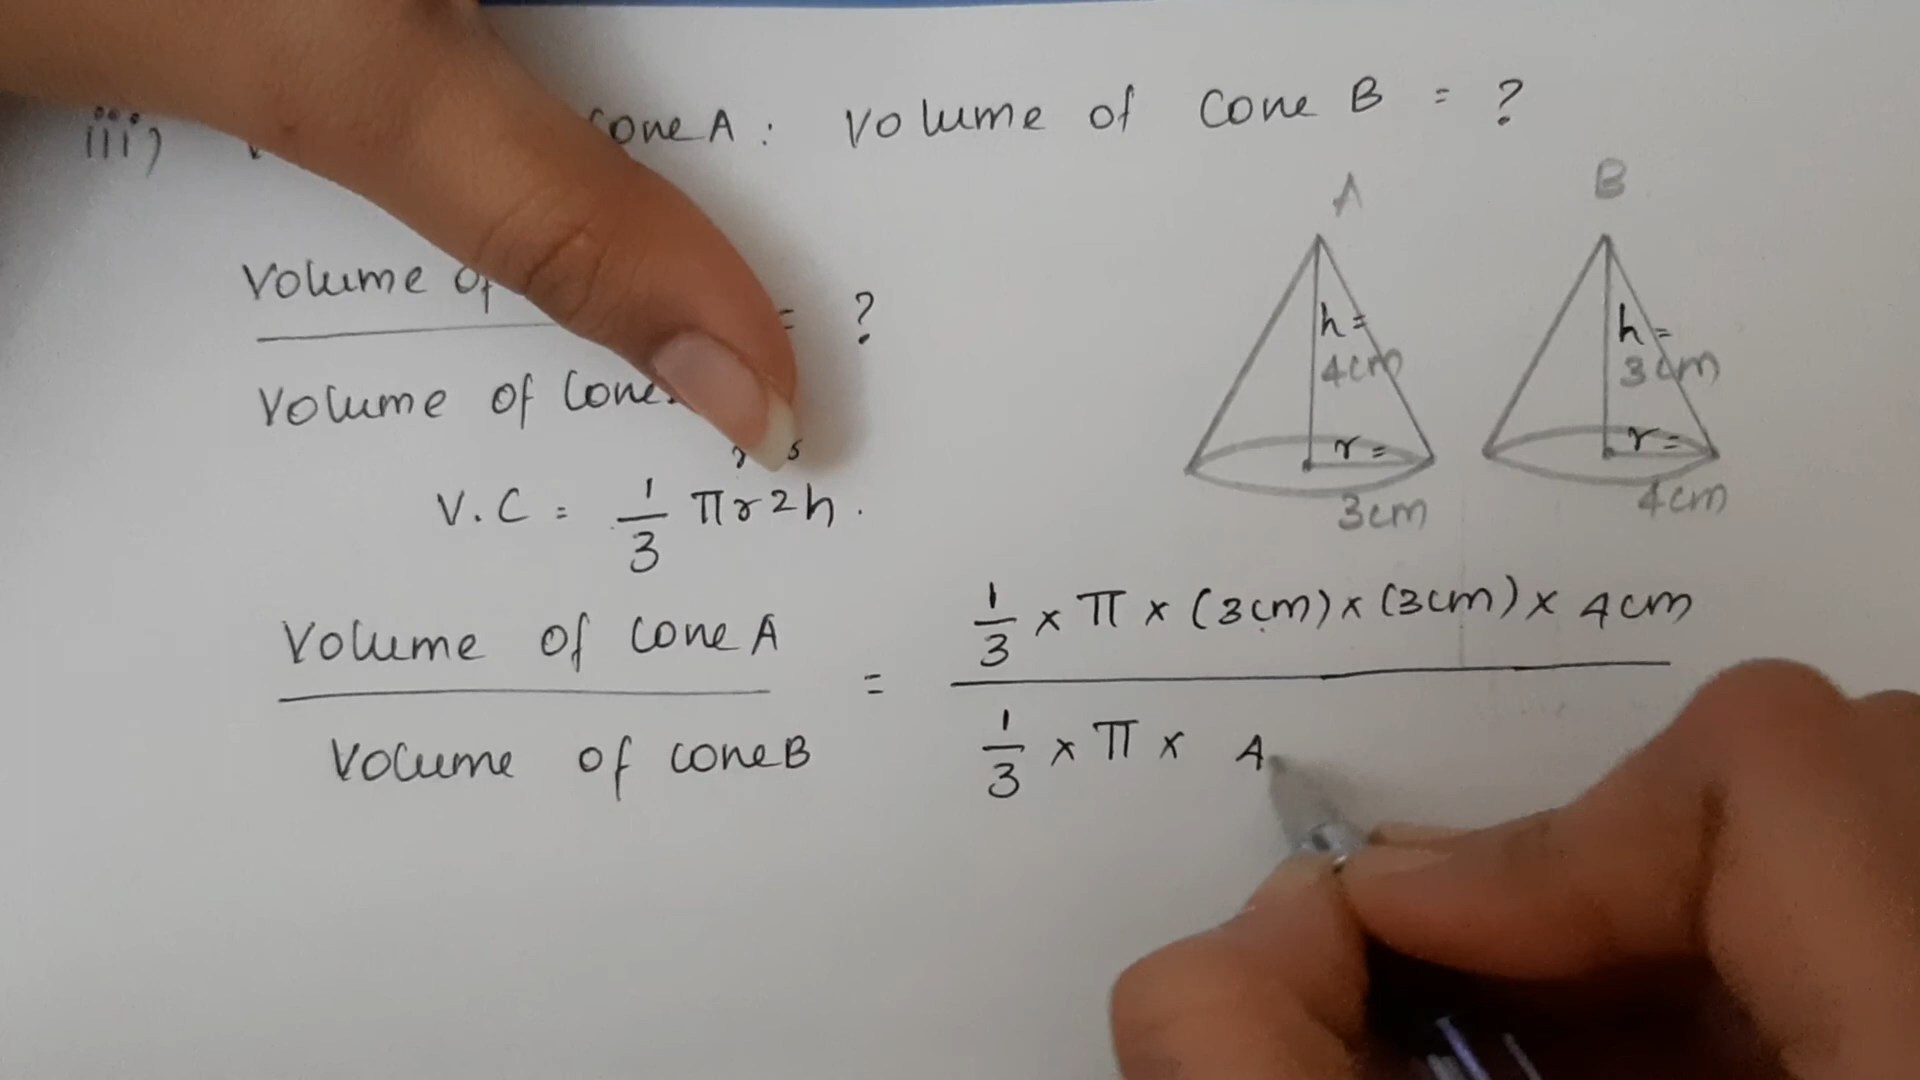 iii) cone A : Volume of Cone B = ?
A B
Volume of = ?
Volume of Cone
h = 4cm
r = 3cm
h = 3cm
r = 4cm
V.C = 1/3 πr2h.
Volume of cone A / Volume of cone B = 1/3 × π × (3cm) × (3cm) × 4cm / 1/3 × π × 4